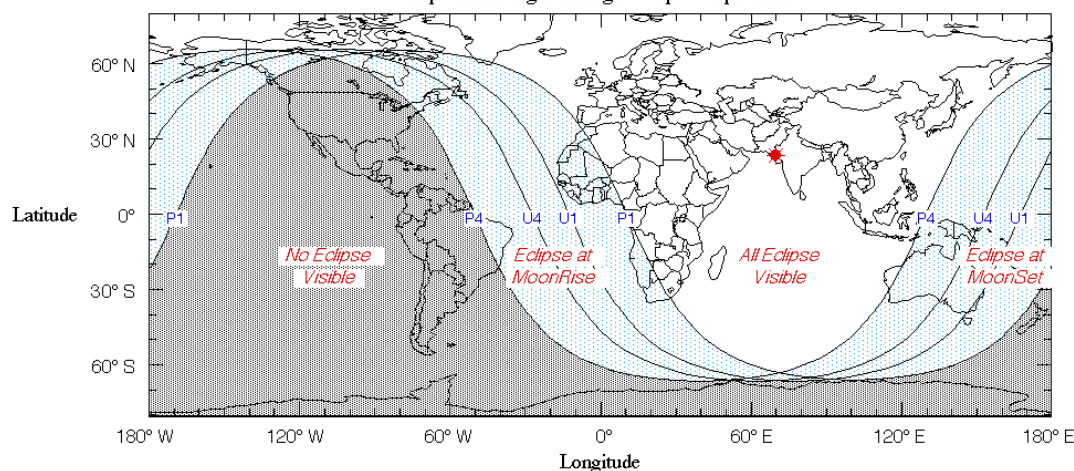 60° N
30° N
Latitude
0°
P1
P4
U4
U1
P1
P4
U4
U1
No Eclipse
Visible
Eclipse at
MoonRise
All Eclipse
Visible
Eclipse at
MoonSet
30° S
60° S
180° W
120° W
60° W
0°
60° E
120° E
180° E
Longitude